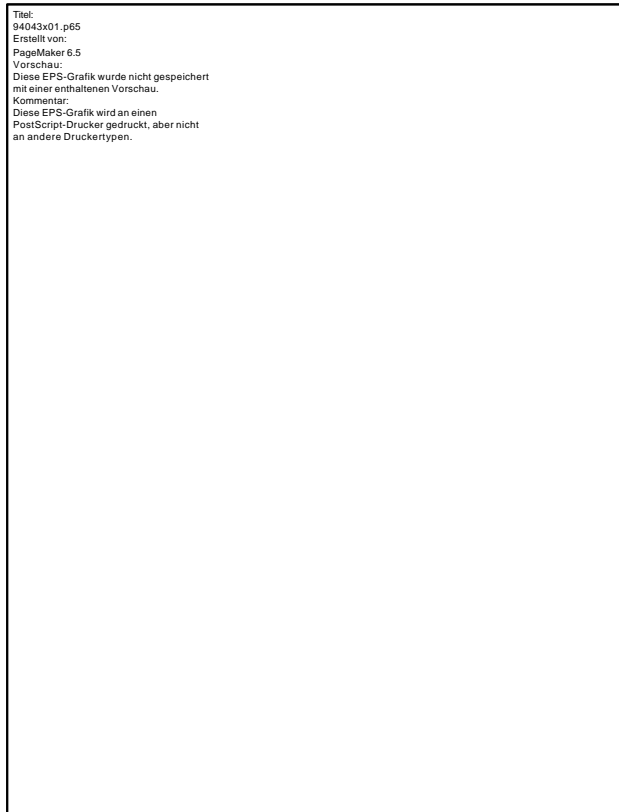 Titel:
94043x01.p65
Erstellt von:
PageMaker 6.5
Vorschau:
Diese EPS-Grafik wurde nicht gespeichert
mit einer enthaltenen Vorschau.
Kommentar:
Diese EPS-Grafik wird an einen
PostScript-Drucker gedruckt, aber nicht
an andere Druckertypen.